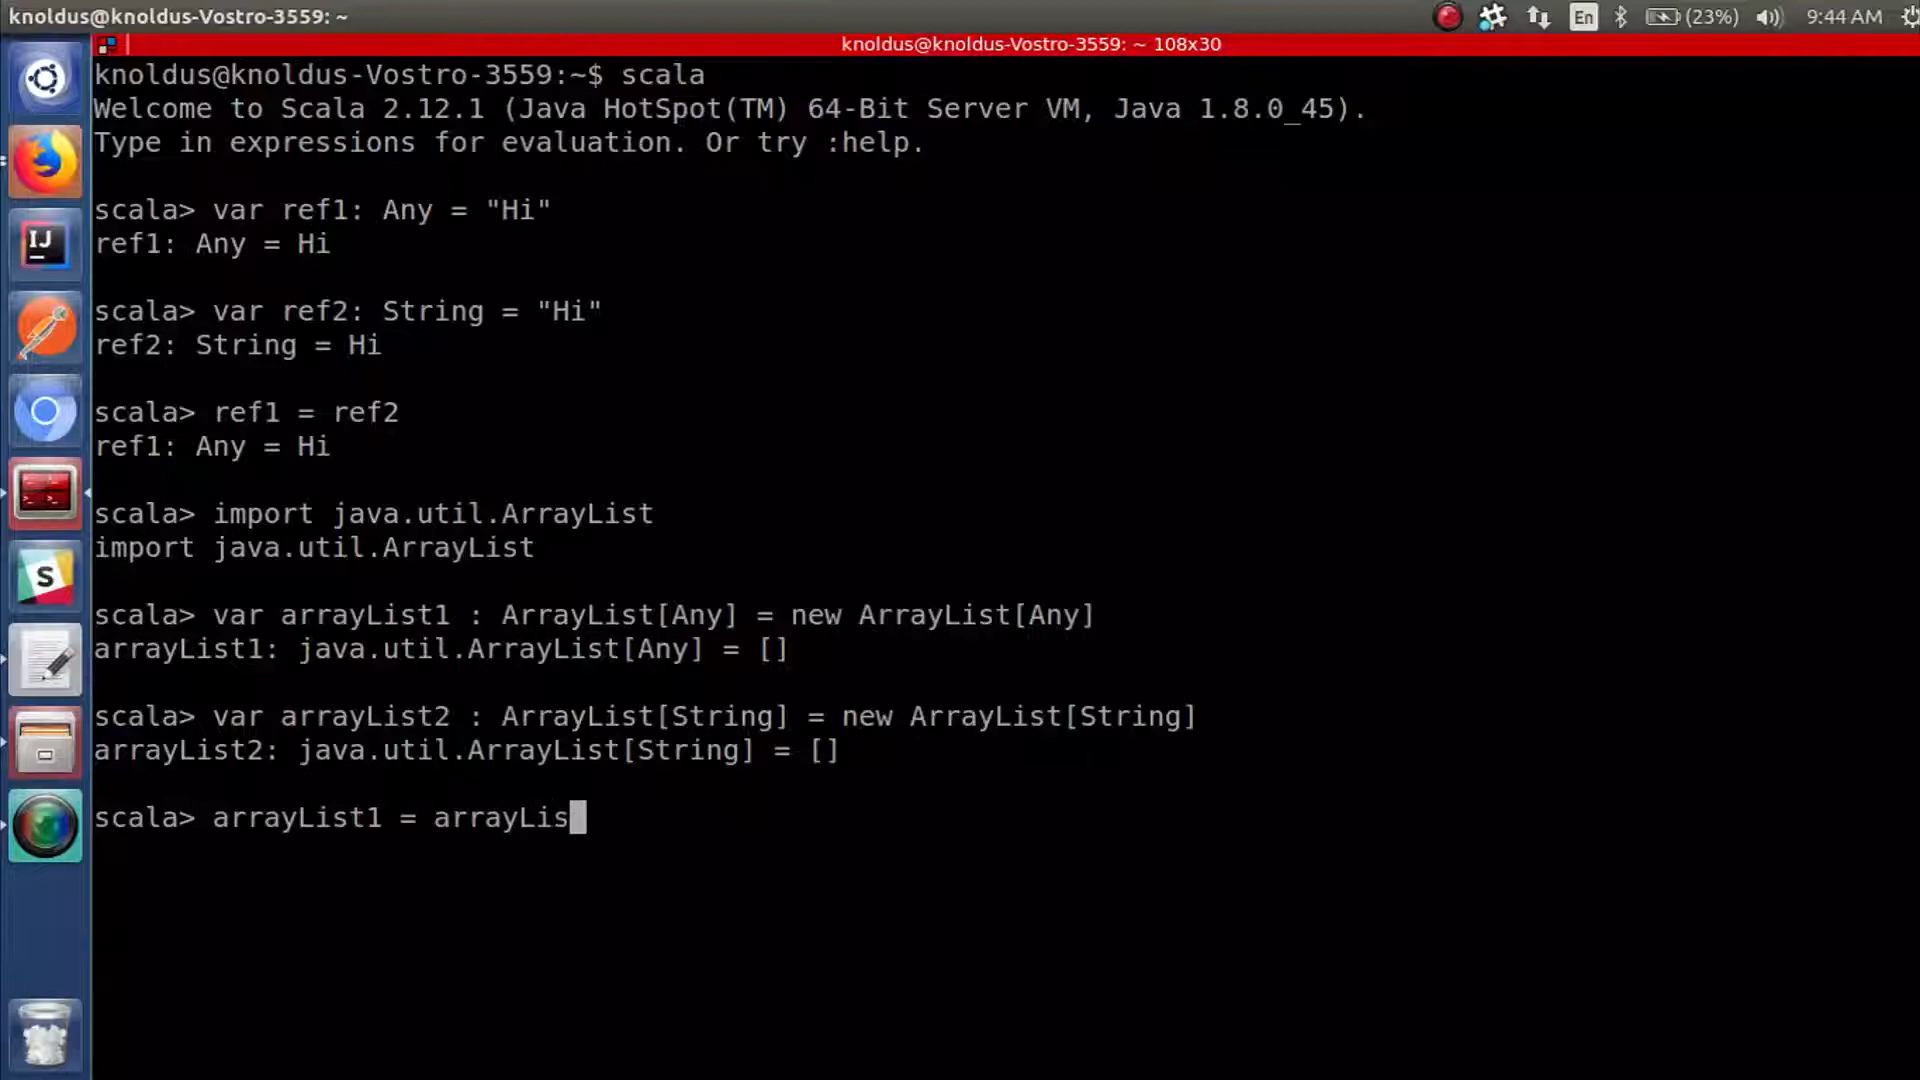 knoldus@knoldus-Vostro-3559: ~
En
(23%)
9:44 AM
knoldus@knoldus-Vostro-3559: ~ 108x30
knoldus@knoldus-Vostro-3559:~$ scala
Welcome to Scala 2.12.1 (Java HotSpot(TM) 64-Bit Server VM, Java 1.8.0_45).
Type in expressions for evaluation. Or try :help.
scala> var ref1: Any = "Hi"
ref1: Any = Hi
scala> var ref2: String = "Hi"
ref2: String = Hi
scala> ref1 = ref2
ref1: Any = Hi
scala> import java.util.ArrayList
import java.util.ArrayList
scala> var arrayList1 : ArrayList[Any] = new ArrayList[Any]
arrayList1: java.util.ArrayList[Any] = []
scala> var arrayList2 : ArrayList[String] = new ArrayList[String]
arrayList2: java.util.ArrayList[String] = []
scala> arrayList1 = arrayLis
IJ
S